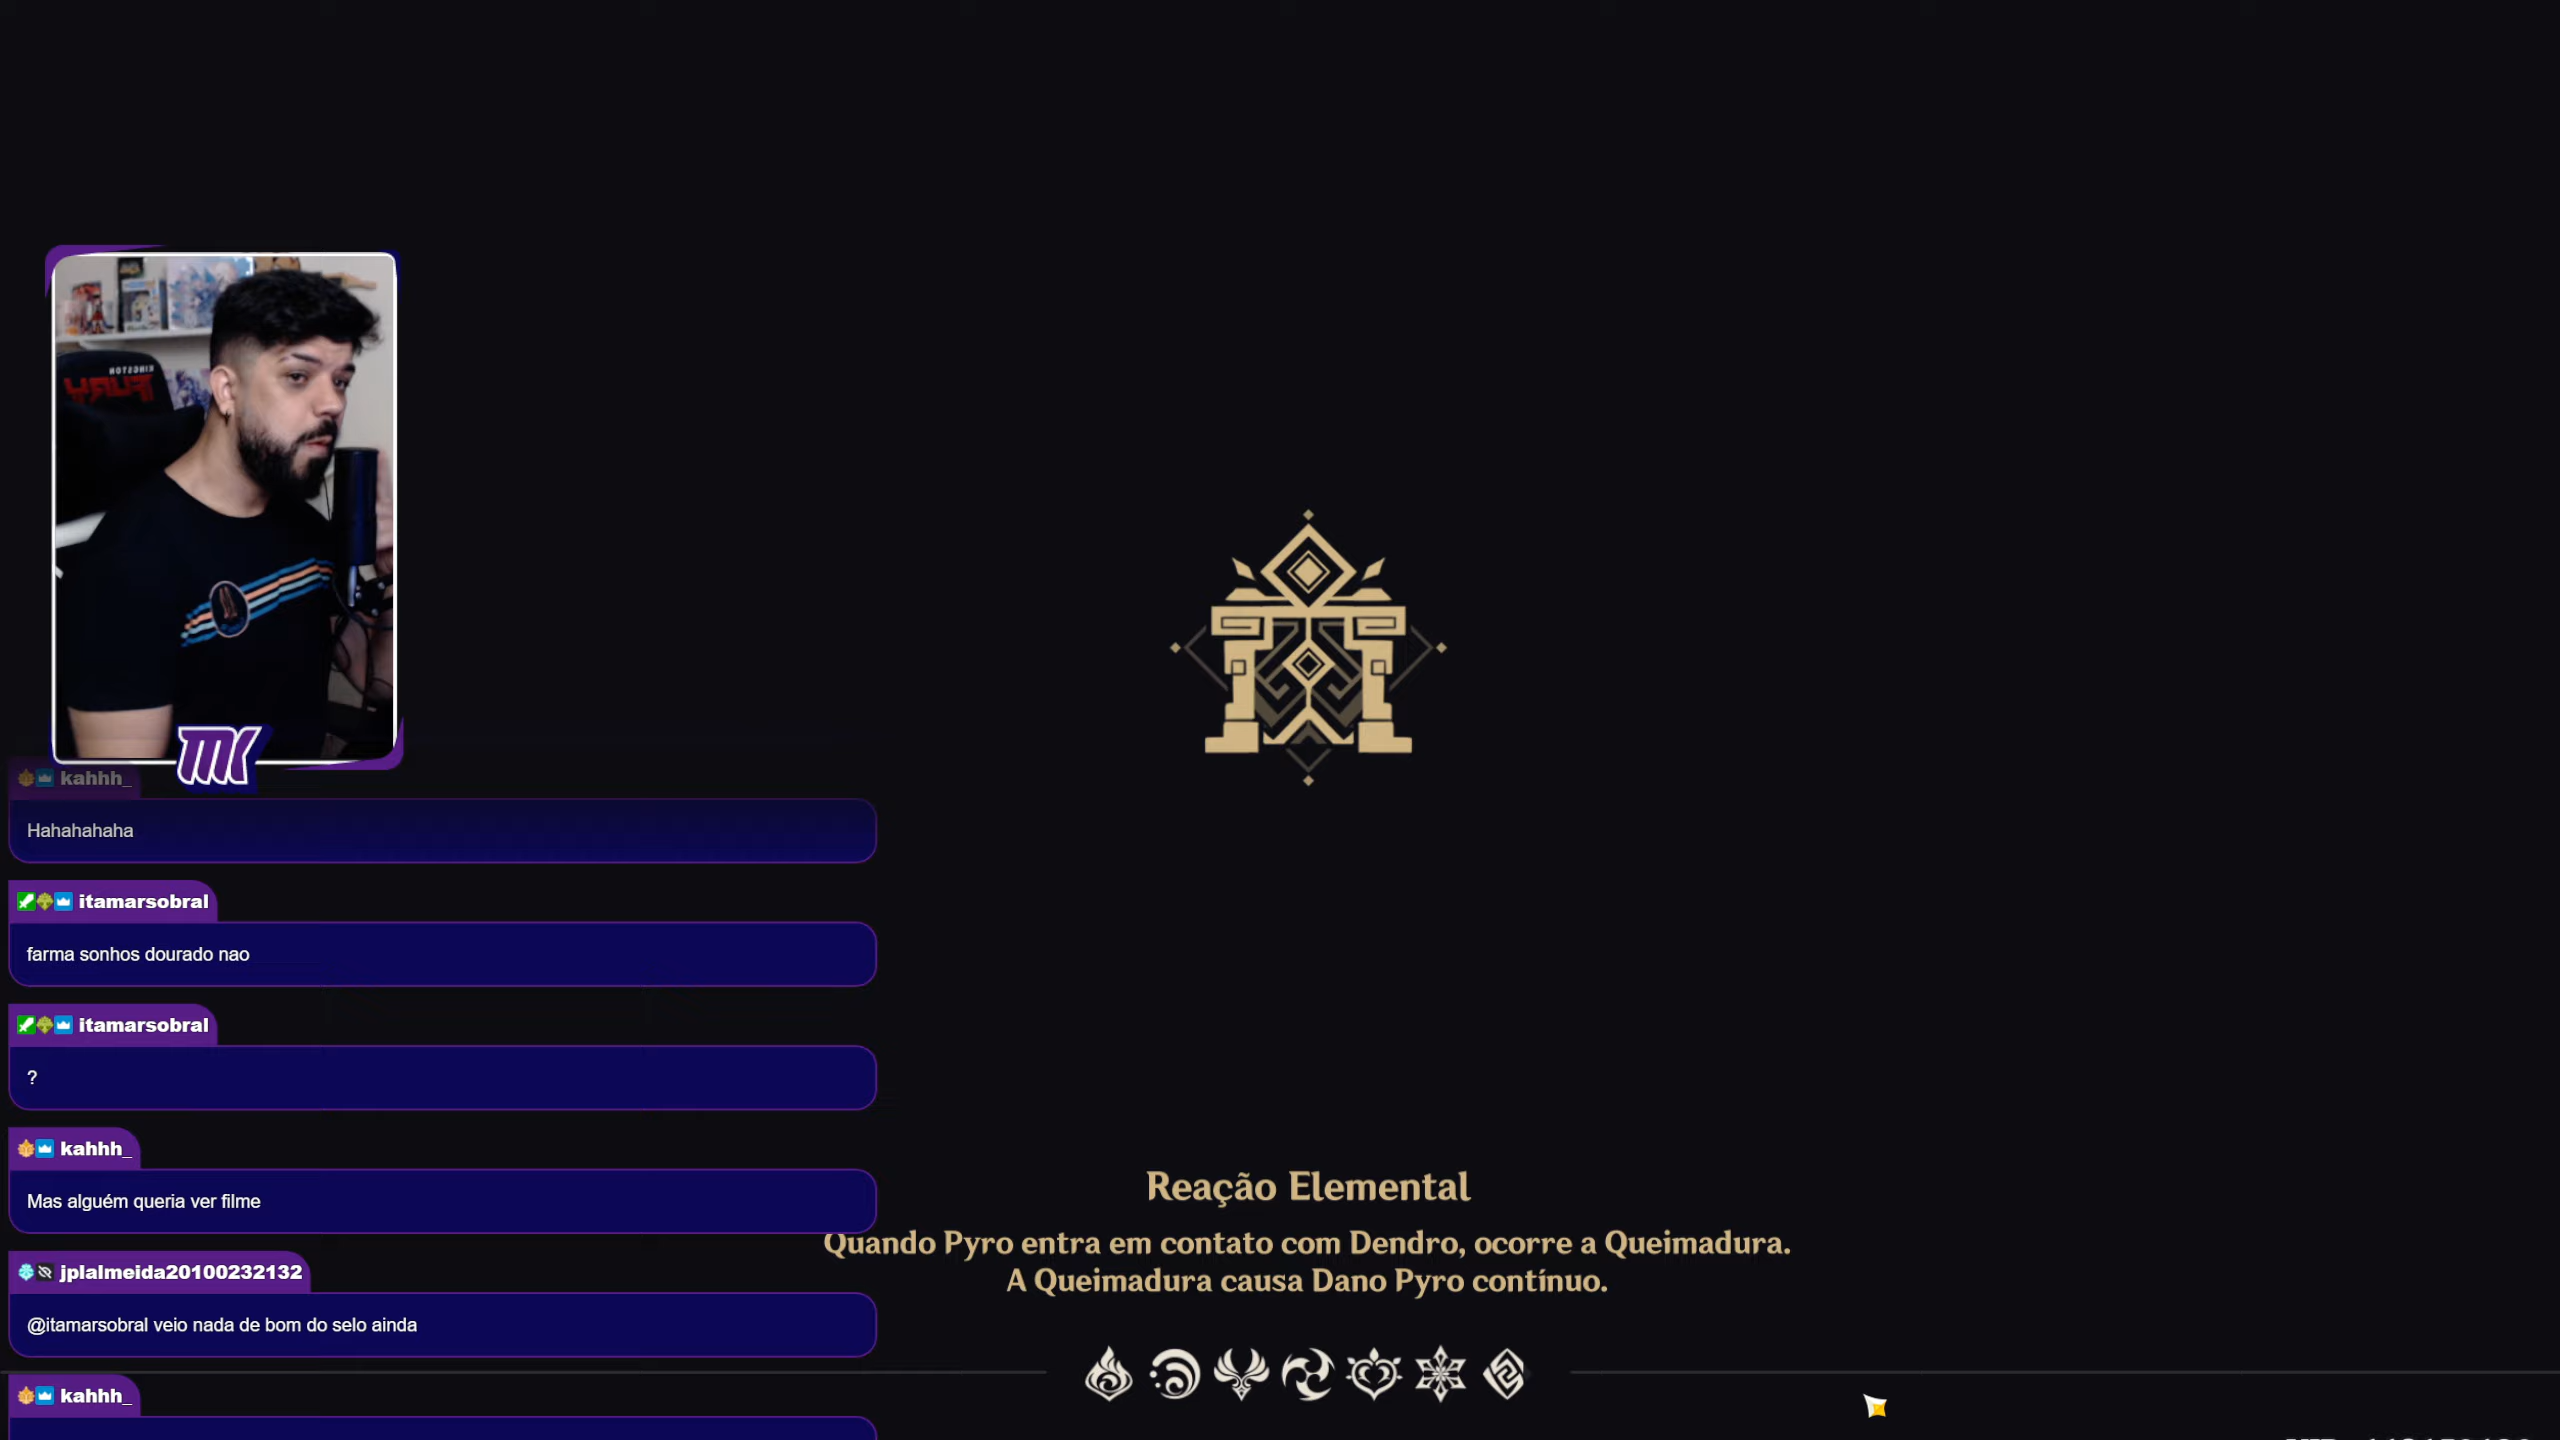 KINGSTON
FURY
kahhh_
Hahahahaha
itamarsobral
farma sonhos dourado nao
itamarsobral
?
kahhh_
Mas alguém queria ver filme
jplalmeida20100232132
@itamarsobral veio nada de bom do selo ainda
kahhh_
Reação Elemental
Quando Pyro entra em contato com Dendro, ocorre a Queimadura.
A Queimadura causa Dano Pyro contínuo.